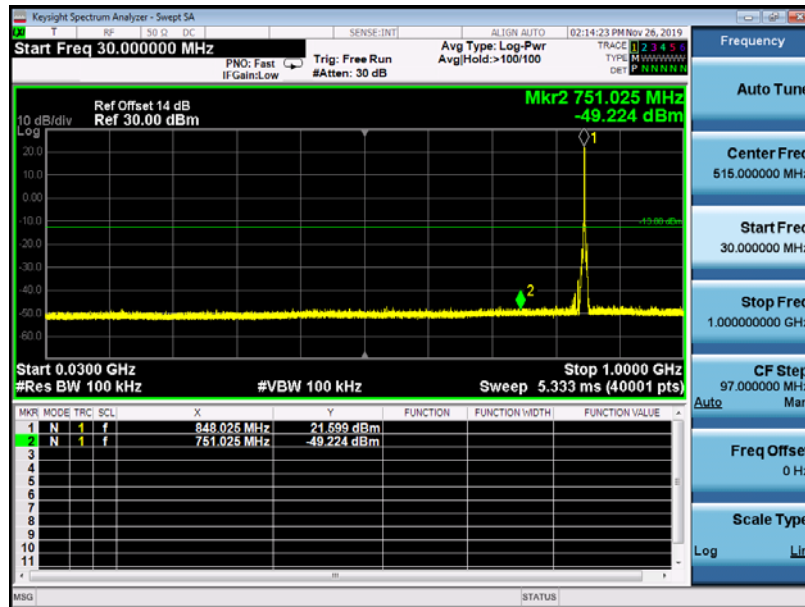 Keysight Spectrum Analyzer - Swept SA
T RF 50 Ω DC SENSE:INT ALIGN AUTO 02:14:23 PM Nov 26, 2019
Start Freq 30.000000 MHz
PNO: Fast
IFGain:Low
Trig: Free Run
#Atten: 30 dB
Avg Type: Log-Pwr
Avg|Hold:>100/100
TRACE 1 2 3 4 5 6
TYPE M WWWWW
DET P N N N N N
Ref Offset 14 dB
Ref 30.00 dBm
10 dB/div
Log
Mkr2 751.025 MHz
-49.224 dBm
1
20.0
10.0
0.00
-10.0
-13.00 dBm
-20.0
-30.0
-40.0
2
-50.0
-60.0
Start 0.0300 GHz
Stop 1.0000 GHz
#Res BW 100 kHz
#VBW 100 kHz
Sweep 5.333 ms (40001 pts)
MKR MODE TRC SCL X Y FUNCTION FUNCTION WIDTH FUNCTION VALUE
1 N 1 f 848.025 MHz 21.599 dBm
2 N 1 f 751.025 MHz -49.224 dBm
3
4
5
6
7
8
9
10
11
MSG
STATUS
Frequency
Auto Tune
Center Freq
515.000000 MHz
Start Freq
30.000000 MHz
Stop Freq
1.000000000 GHz
CF Step
97.000000 MHz
Auto Man
Freq Offset
0 Hz
Scale Type
Log Lin